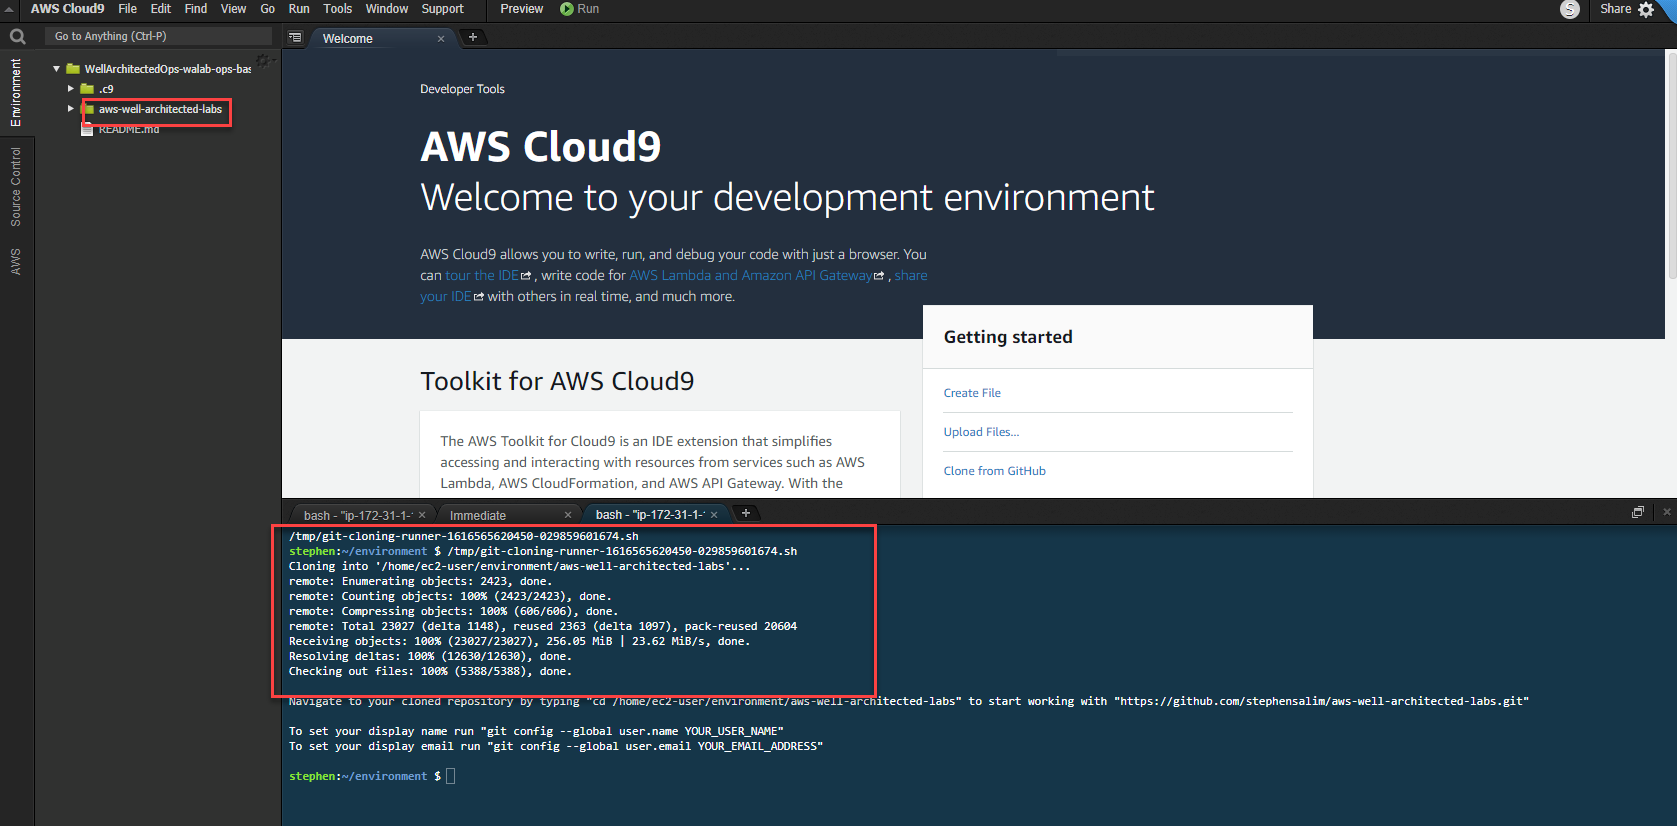 AWS Cloud9 File Edit Find View Go Run Tools Window Support Preview Run S Share
Go to Anything (Ctrl-P)
Welcome
Environment
Source Control
AWS
WellArchitectedOps-walab-ops-bas
.c9
aws-well-architected-labs
README.md
Developer Tools
AWS Cloud9
Welcome to your development environment
AWS Cloud9 allows you to write, run, and debug your code with just a browser. You
can tour the IDE , write code for AWS Lambda and Amazon API Gateway , share
your IDE with others in real time, and much more.
Getting started
Create File
Upload Files...
Clone from GitHub
Toolkit for AWS Cloud9
The AWS Toolkit for Cloud9 is an IDE extension that simplifies
accessing and interacting with resources from services such as AWS
Lambda, AWS CloudFormation, and AWS API Gateway. With the
bash - "ip-172-31-1-1 Immediate bash - "ip-172-31-1-1
/tmp/git-cloning-runner-1616565620450-029859601674.sh
stephen:~/environment $ /tmp/git-cloning-runner-1616565620450-029859601674.sh
Cloning into '/home/ec2-user/environment/aws-well-architected-labs'...
remote: Enumerating objects: 2423, done.
remote: Counting objects: 100% (2423/2423), done.
remote: Compressing objects: 100% (606/606), done.
remote: Total 23027 (delta 1148), reused 2363 (delta 1097), pack-reused 20604
Receiving objects: 100% (23027/23027), 256.05 MiB | 23.62 MiB/s, done.
Resolving deltas: 100% (12630/12630), done.
Checking out files: 100% (5388/5388), done.
Navigate to your cloned repository by typing "cd /home/ec2-user/environment/aws-well-architected-labs" to start working with "https://github.com/stephensalim/aws-well-architected-labs.git"
To set your display name run "git config --global user.name YOUR_USER_NAME"
To set your display email run "git config --global user.email YOUR_EMAIL_ADDRESS"
stephen:~/environment $